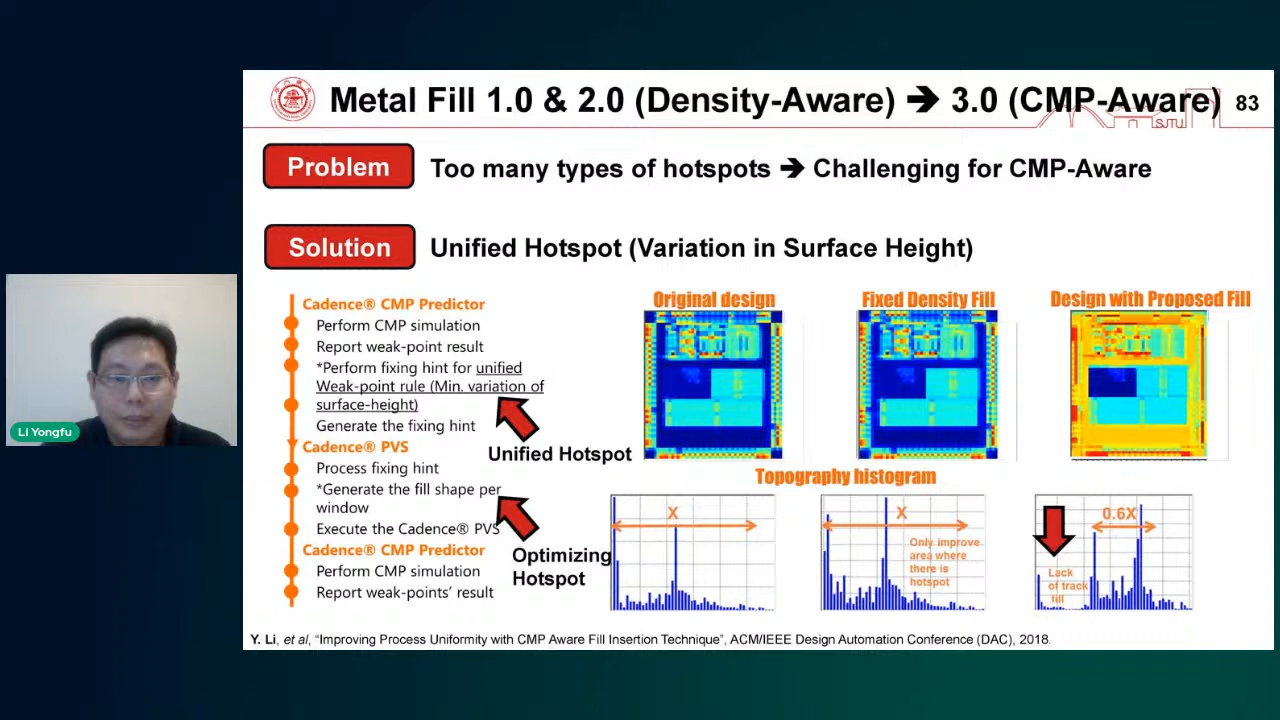 Metal Fill 1.0 & 2.0 (Density-Aware) ➔ 3.0 (CMP-Aware)
83
SJTU
Problem
Too many types of hotspots ➔ Challenging for CMP-Aware
Solution
Unified Hotspot (Variation in Surface Height)
Cadence® CMP Predictor
Perform CMP simulation
Report weak-point result
*Perform fixing hint for unified
Weak-point rule (Min. variation of
surface-height)
Generate the fixing hint
Cadence® PVS
Process fixing hint
*Generate the fill shape per
window
Execute the Cadence® PVS
Cadence® CMP Predictor
Perform CMP simulation
Report weak-points' result
Unified Hotspot
Optimizing
Hotspot
Original design
Fixed Density Fill
Design with Proposed Fill
Topography histogram
X
X
Only improve
area where
there is
hotspot
0.6X
Lack
of track
fill
Y. Li, et al, “Improving Process Uniformity with CMP Aware Fill Insertion Technique”, ACM/IEEE Design Automation Conference (DAC), 2018.
Li Yongfu